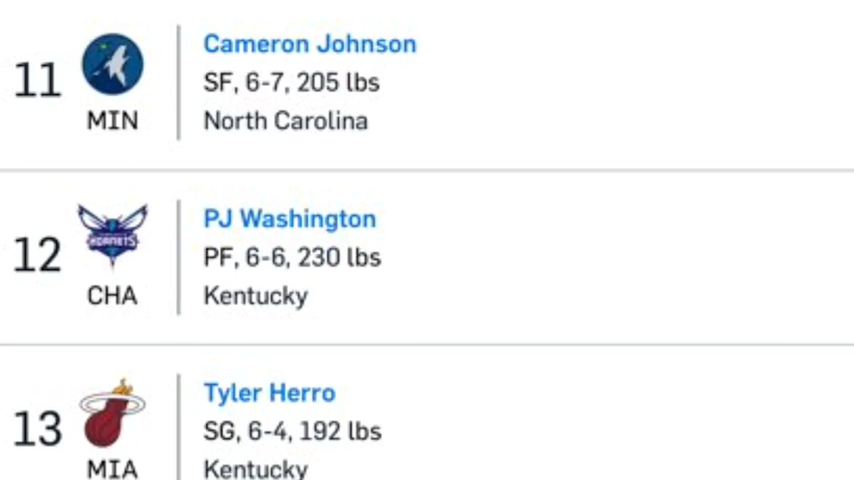 11
MIN
Cameron Johnson
SF, 6-7, 205 lbs
North Carolina
12
HORNETS
CHA
PJ Washington
PF, 6-6, 230 lbs
Kentucky
13
MIA
Tyler Herro
SG, 6-4, 192 lbs
Kentucky